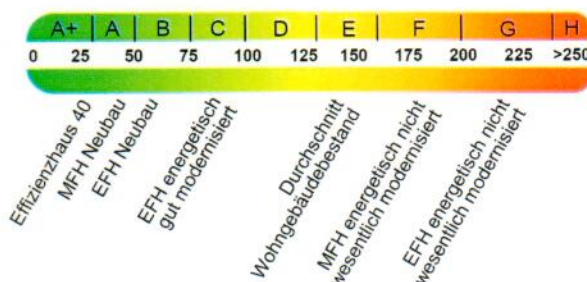 A+ A B C D E F G H
0 25 50 75 100 125 150 175 200 225 >250
Effizienzhaus 40
MFH Neubau
EFH Neubau
EFH energetisch
gut modernisiert
Durchschnitt
Wohngebäudebestand
MFH energetisch nicht
wesentlich modernisiert
EFH energetisch nicht
wesentlich modernisiert